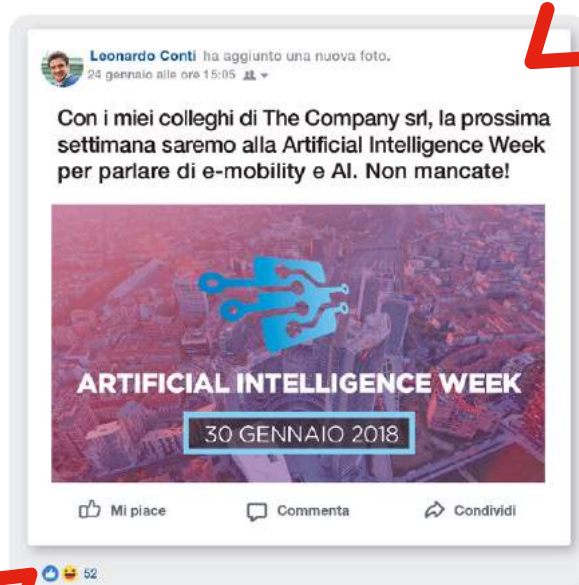 Leonardo Conti ha aggiunto una nuova foto.
24 gennaio alle ore 15:05
Con i miei colleghi di The Company srl, la prossima
settimana saremo alla Artificial Intelligence Week
per parlare di e-mobility e AI. Non mancate!
ARTIFICIAL INTELLIGENCE WEEK
30 GENNAIO 2018
Mi piace Commenta Condividi
52